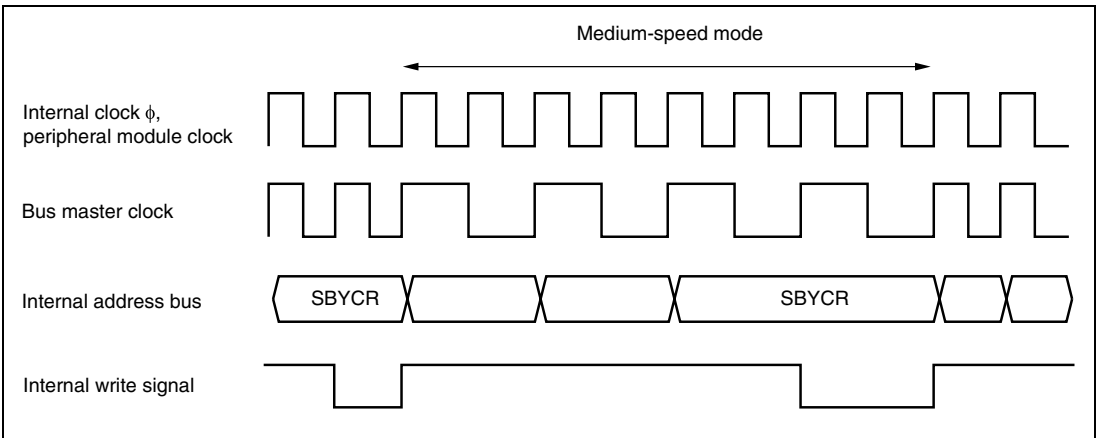 Medium-speed mode
Internal clock ϕ,
peripheral module clock
Bus master clock
Internal address bus
SBYCR
SBYCR
Internal write signal